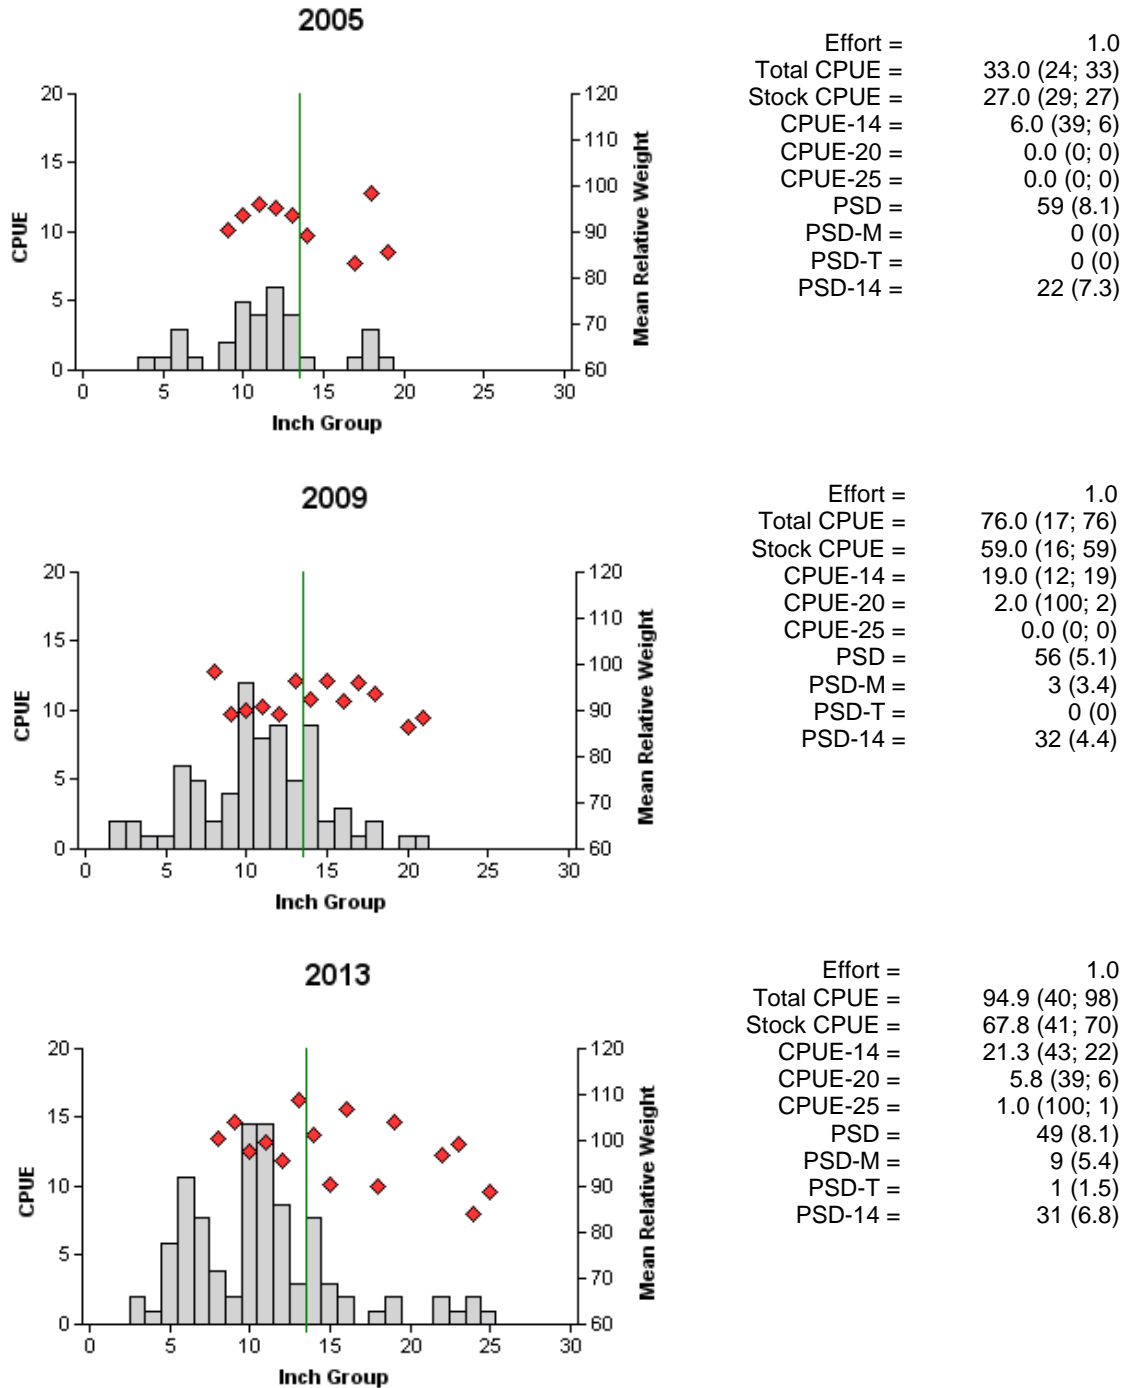 2005
Effort = 1.0
Total CPUE = 33.0 (24; 33)
Stock CPUE = 27.0 (29; 27)
CPUE-14 = 6.0 (39; 6)
CPUE-20 = 0.0 (0; 0)
CPUE-25 = 0.0 (0; 0)
PSD = 59 (8.1)
PSD-M = 0 (0)
PSD-T = 0 (0)
PSD-14 = 22 (7.3)
20 120
110
15
100
10 90
80
5
70
0 60
CPUE
Mean Relative Weight
0 5 10 15 20 25 30
Inch Group
2009
Effort = 1.0
Total CPUE = 76.0 (17; 76)
Stock CPUE = 59.0 (16; 59)
CPUE-14 = 19.0 (12; 19)
CPUE-20 = 2.0 (100; 2)
CPUE-25 = 0.0 (0; 0)
PSD = 56 (5.1)
PSD-M = 3 (3.4)
PSD-T = 0 (0)
PSD-14 = 32 (4.4)
20 120
110
15
100
10 90
80
5
70
0 60
CPUE
Mean Relative Weight
0 5 10 15 20 25 30
Inch Group
2013
Effort = 1.0
Total CPUE = 94.9 (40; 98)
Stock CPUE = 67.8 (41; 70)
CPUE-14 = 21.3 (43; 22)
CPUE-20 = 5.8 (39; 6)
CPUE-25 = 1.0 (100; 1)
PSD = 49 (8.1)
PSD-M = 9 (5.4)
PSD-T = 1 (1.5)
PSD-14 = 31 (6.8)
20 120
110
15
100
10 90
80
5
70
0 60
CPUE
Mean Relative Weight
0 5 10 15 20 25 30
Inch Group